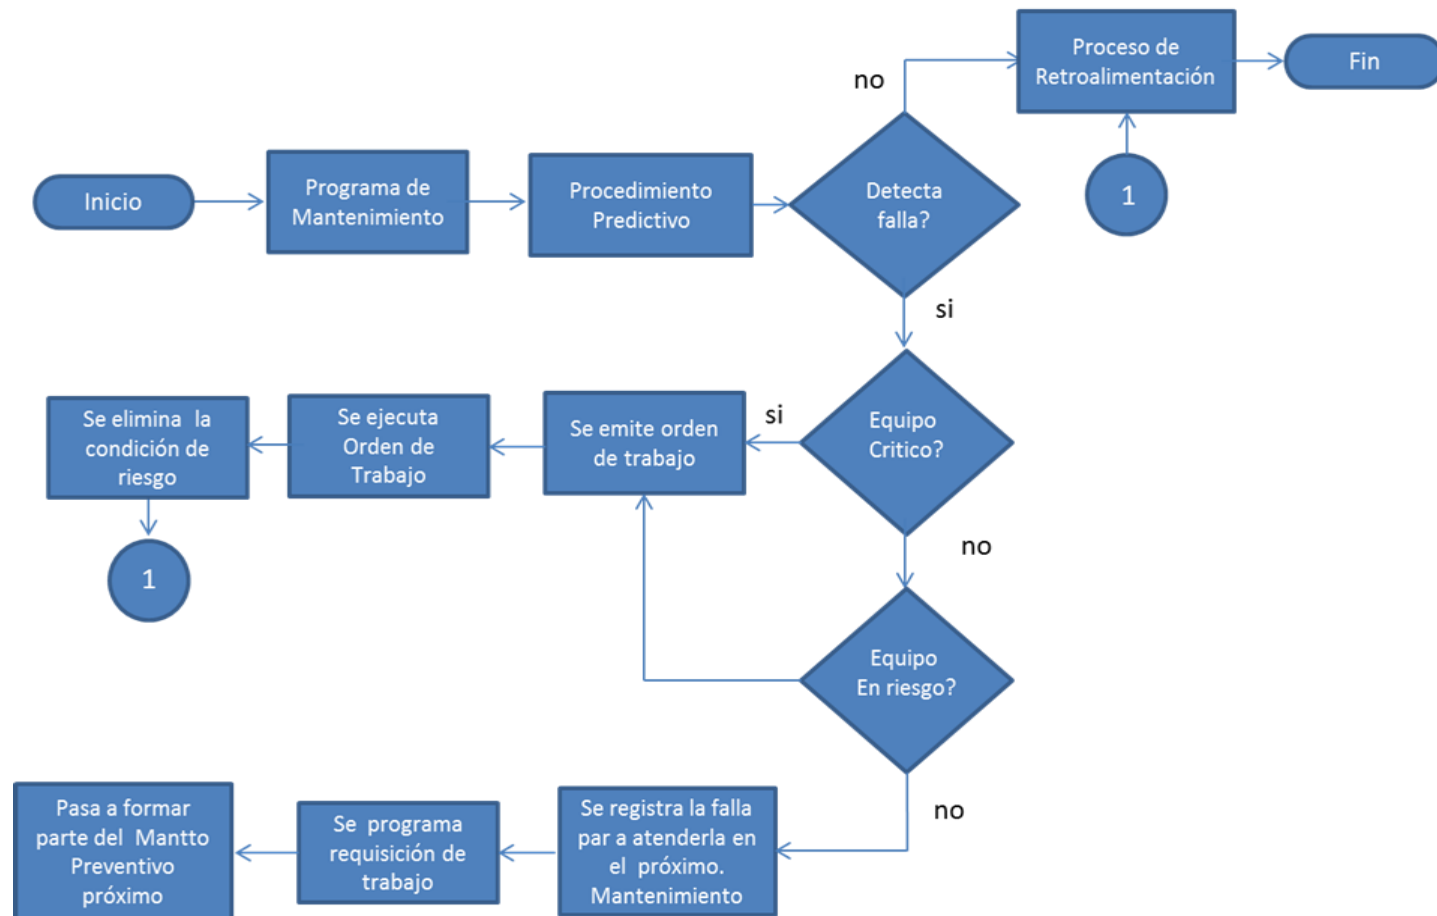 Proceso de
Retroalimentación
Fin
no
Inicio
Programa de
Mantenimiento
Procedimiento
Predictivo
Detecta
falla?
1
si
Se elimina  la
condición de
riesgo
Se ejecuta
Orden de
Trabajo
Se emite orden
de trabajo
si
Equipo
Critico?
1
no
Equipo
En riesgo?
no
Pasa a formar
parte del  Mantto
Preventivo
próximo
Se  programa
requisición de
trabajo
Se registra la falla
par a atenderla en
el  próximo.
Mantenimiento